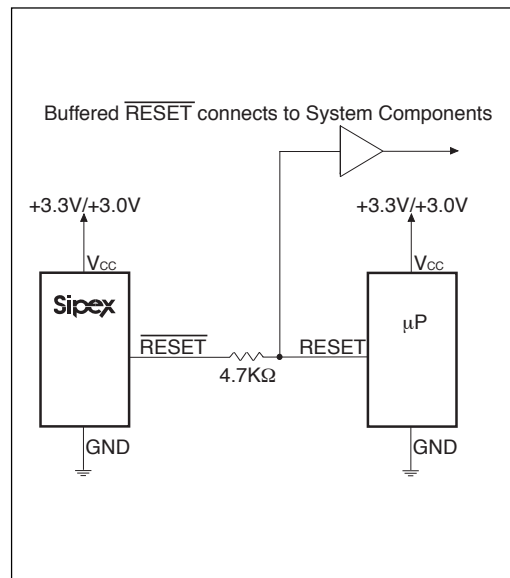 Buffered RESET connects to System Components
+3.3V/+3.0V
+3.3V/+3.0V
VCC
VCC
Sipex
μP
RESET
RESET
4.7KΩ
GND
GND